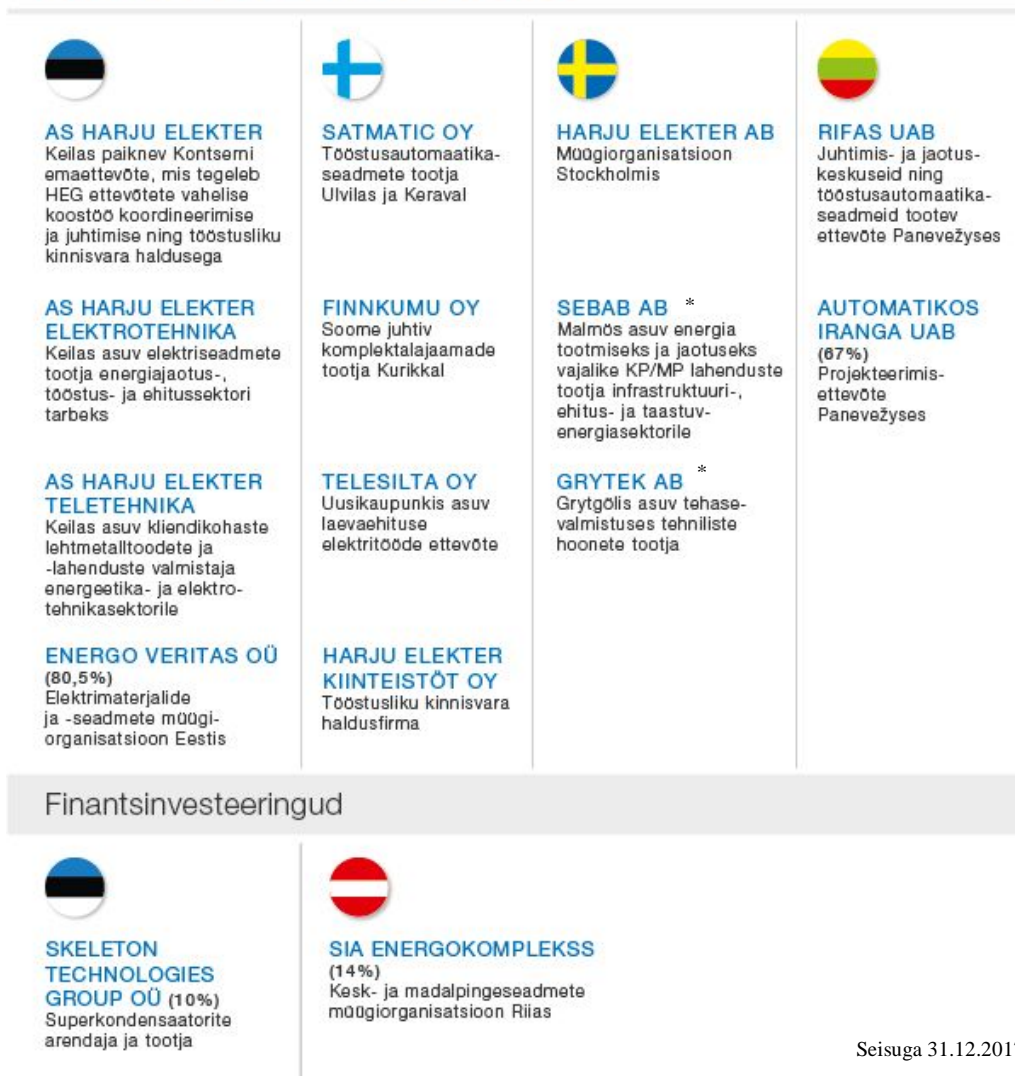 AS HARJU ELEKTER
Keilas paiknev Kontserni
emaettevõte, mis tegeleb
HEG ettevõtete vahelise
koostöö koordineerimise
ja juhtimise ning tööstusliku
kinnisvara haldusega
AS HARJU ELEKTER
ELEKTROTEHNIKA
Keilas asuv elektriseadmete
tootja energiajaotus-,
tööstus- ja ehitussektori
tarbeks
AS HARJU ELEKTER
TELETEHNIKA
Keilas asuv kliendikohaste
lehtmetalltoodete ja
-lahenduste valmistaja
energeetika- ja elektro-
tehnikasektorile
ENERGO VERITAS OÜ
(80,5%)
Elektrimaterjalide
ja -seadmete müügi-
organisatsioon Eestis
SATMATIC OY
Tööstusautomaatika-
seadmete tootja
Ulvilas ja Keraval
FINNKUMU OY
Soome juhtiv
komplektalajaamade
tootja Kurikkal
TELESILTA OY
Uusikaupunkis asuv
laevaehituse
elektritööde ettevõte
HARJU ELEKTER
KIINTEISTÖT OY
Tööstusliku kinnisvara
haldusfirma
HARJU ELEKTER AB
Müügiorganisatsioon
Stockholmis
SEBAB AB *
Malmös asuv energia
tootmiseks ja jaotuseks
vajalike KP/MP lahenduste
tootja infrastruktuuri-,
ehitus- ja taastuv-
energiasektorile
GRYTEK AB *
Grytgölis asuv tehase-
valmistuses tehniliste
hoonete tootja
RIFAS UAB
Juhtimis- ja jaotus-
keskuseid ning
tööstusautomaatika-
seadmeid tootev
ettevõte Panevežyses
AUTOMATIKOS
IRANGA UAB
(67%)
Projekteerimis-
ettevõte
Panevežyses
Finantsinvesteeringud
SKELETON
TECHNOLOGIES
GROUP OÜ (10%)
Superkondensaatorite
arendaja ja tootja
SIA ENERGOKOMPLEKSS
(14%)
Kesk- ja madalpingeseadmete
müügiorganisatsioon Riias
Seisuga 31.12.2017